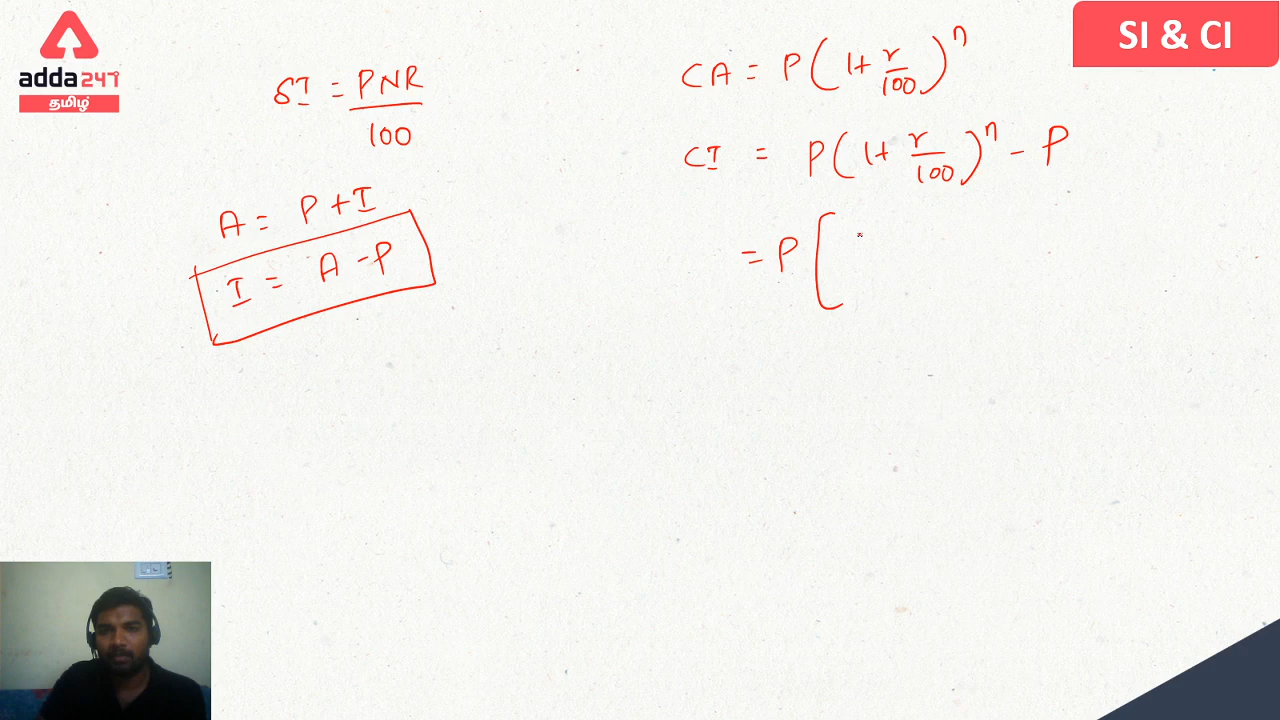 SI & CI
adda247
தமிழ்
SI = PNR/100
A = P + I
I = A - P
CA = P(1+r/100)^n
CI = P(1+r/100)^n - P
= P[